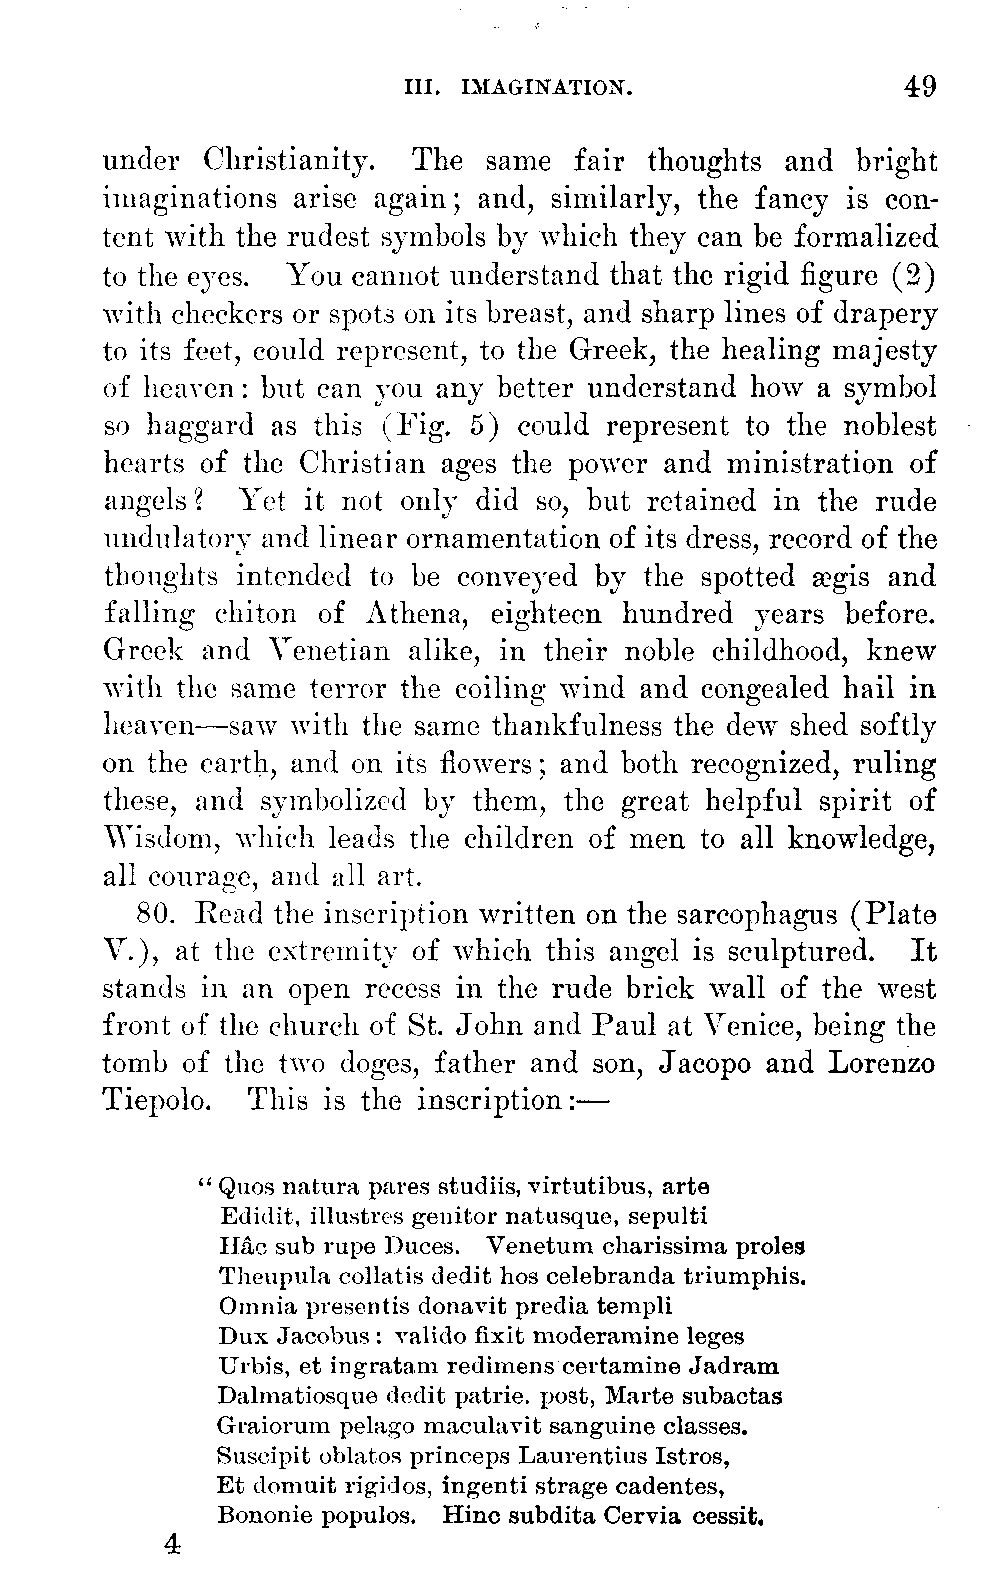 III. IMAGINATION. 49
under Christianity. The same fair thoughts and bright
imaginations arise again; and, similarly, the fancy is con-
tent with the rudest symbols by which they can be formalized
to the eyes. You cannot understand that the rigid figure (2)
with checkers or spots on its breast, and sharp lines of drapery
to its feet, could represent, to the Greek, the healing majesty
of heaven: but can you any better understand how a symbol
so haggard as this (Fig. 5) could represent to the noblest
hearts of the Christian ages the power and ministration of
angels? Yet it not only did so, but retained in the rude
undulatory and linear ornamentation of its dress, record of the
thoughts intended to be conveyed by the spotted ægis and
falling chiton of Athena, eighteen hundred years before.
Greek and Venetian alike, in their noble childhood, knew
with the same terror the coiling wind and congealed hail in
heaven—saw with the same thankfulness the dew shed softly
on the earth, and on its flowers; and both recognized, ruling
these, and symbolized by them, the great helpful spirit of
Wisdom, which leads the children of men to all knowledge,
all courage, and all art.
80. Read the inscription written on the sarcophagus (Plate
V.), at the extremity of which this angel is sculptured. It
stands in an open recess in the rude brick wall of the west
front of the church of St. John and Paul at Venice, being the
tomb of the two doges, father and son, Jacopo and Lorenzo
Tiepolo. This is the inscription:—
“Quos natura pares studiis, virtutibus, arte
Edidit, illustres genitor natusque, sepulti
Hâc sub rupe Duces. Venetum charissima proles
Theupula collatis dedit hos celebranda triumphis.
Omnia presentis donavit predia templi
Dux Jacobus: valido fixit moderamine leges
Urbis, et ingratam redimens certamine Jadram
Dalmatiosque dedit patrie. post, Marte subactas
Graiorum pelago maculavit sanguine classes.
Suscipit oblatos princeps Laurentius Istros,
Et domuit rigidos, ingenti strage cadentes,
Bononie populos. Hinc subdita Cervia cessit.
4